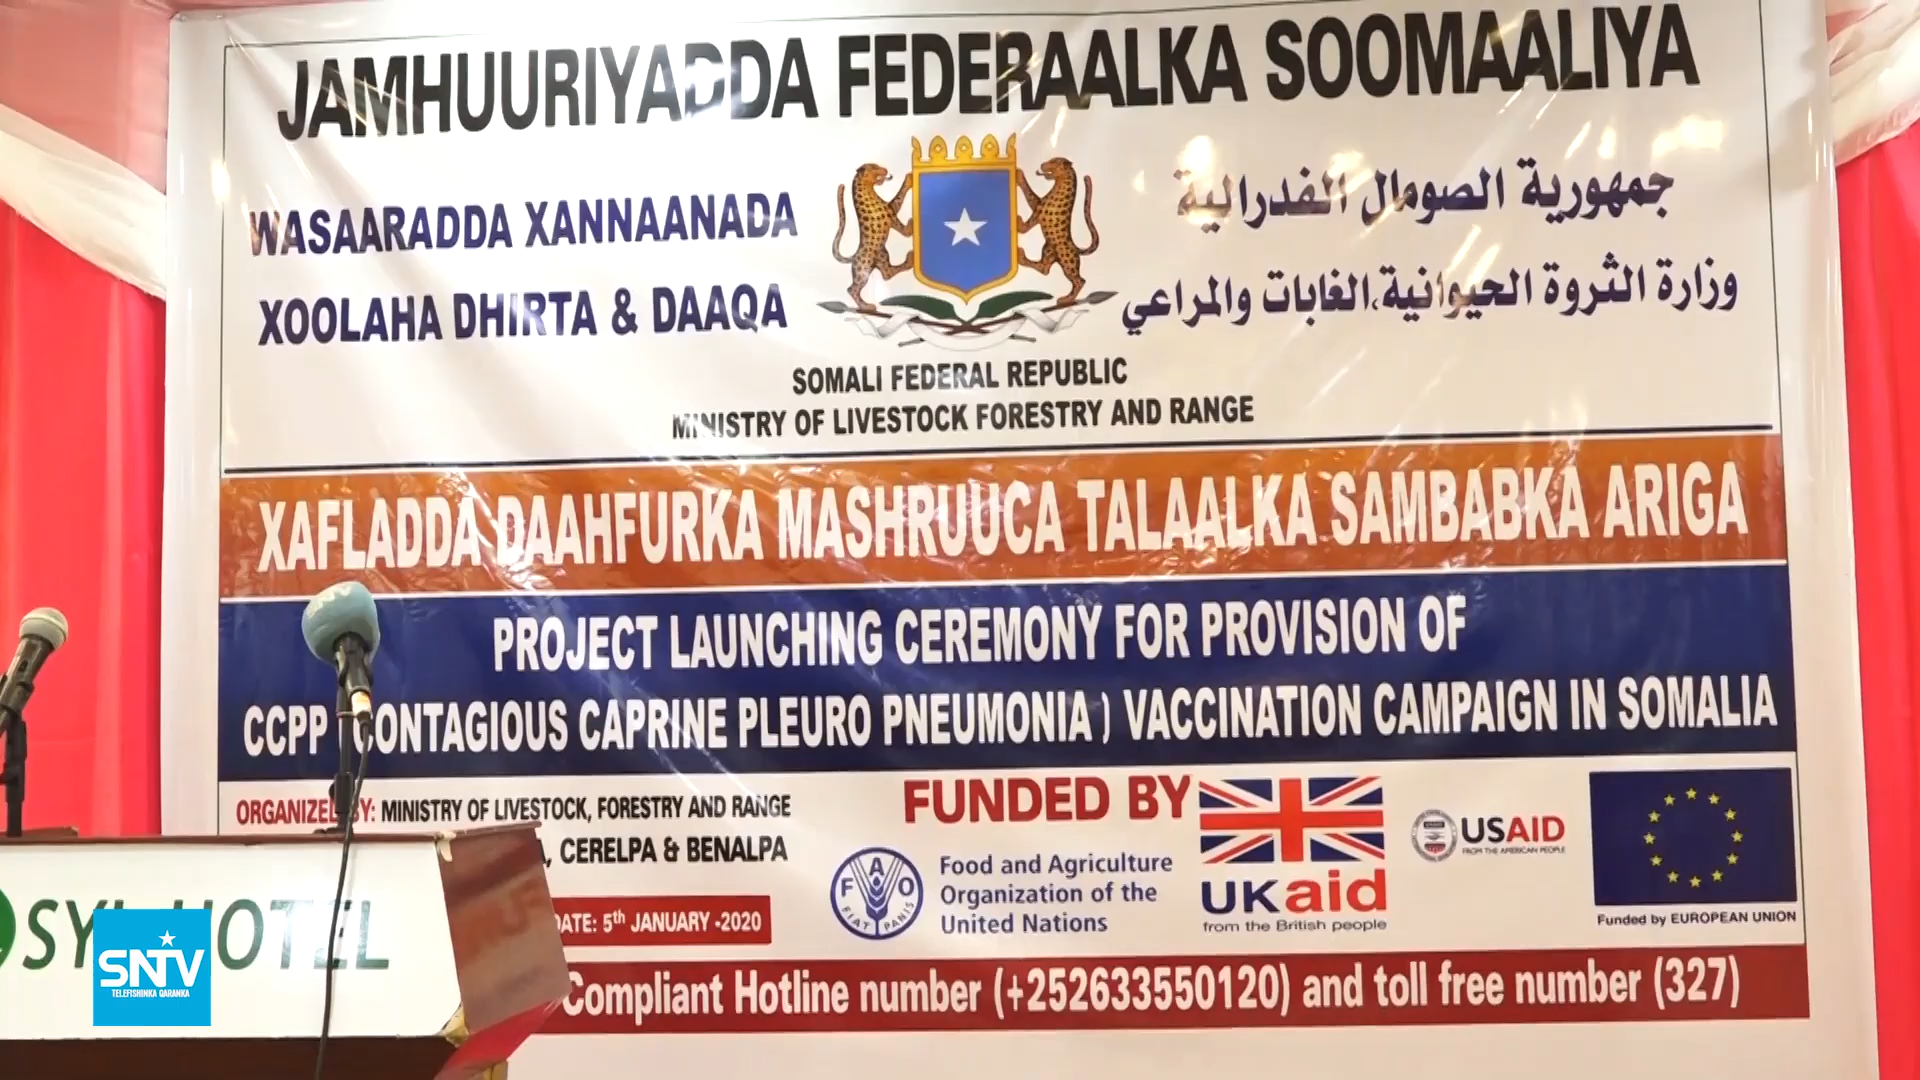 JAMHUURIYADDA FEDERAALKA SOOMAALIYA
WASAARADDA XANNAANADA
XOOLAHA DHIRTA & DAAQA
جمهورية الصومال الفدرالية
وزارة الثروة الحيوانية،الغابات والمراعي
SOMALI FEDERAL REPUBLIC
MINISTRY OF LIVESTOCK FORESTRY AND RANGE
XAFLADDA DAAHFURKA MASHRUUCA TALAALKA SAMBABKA ARIGA
PROJECT LAUNCHING CEREMONY FOR PROVISION OF
CCPP CONTAGIOUS CAPRINE PLEURO PNEUMONIA ) VACCINATION CAMPAIGN IN SOMALIA
ORGANIZED BY: MINISTRY OF LIVESTOCK, FORESTRY AND RANGE
, CERELPA & BENALPA
DATE: 5th JANUARY -2020
FUNDED BY
FAO
FIAT PANIS
Food and Agriculture
Organization of the
United Nations
UKaid
from the British people
USAID
FROM THE AMERICAN PEOPLE
Funded by EUROPEAN UNION
Compliant Hotline number (+252633550120) and toll free number (327)
SYL HOTEL
SNTV
TELEFISHINKA QARANKA